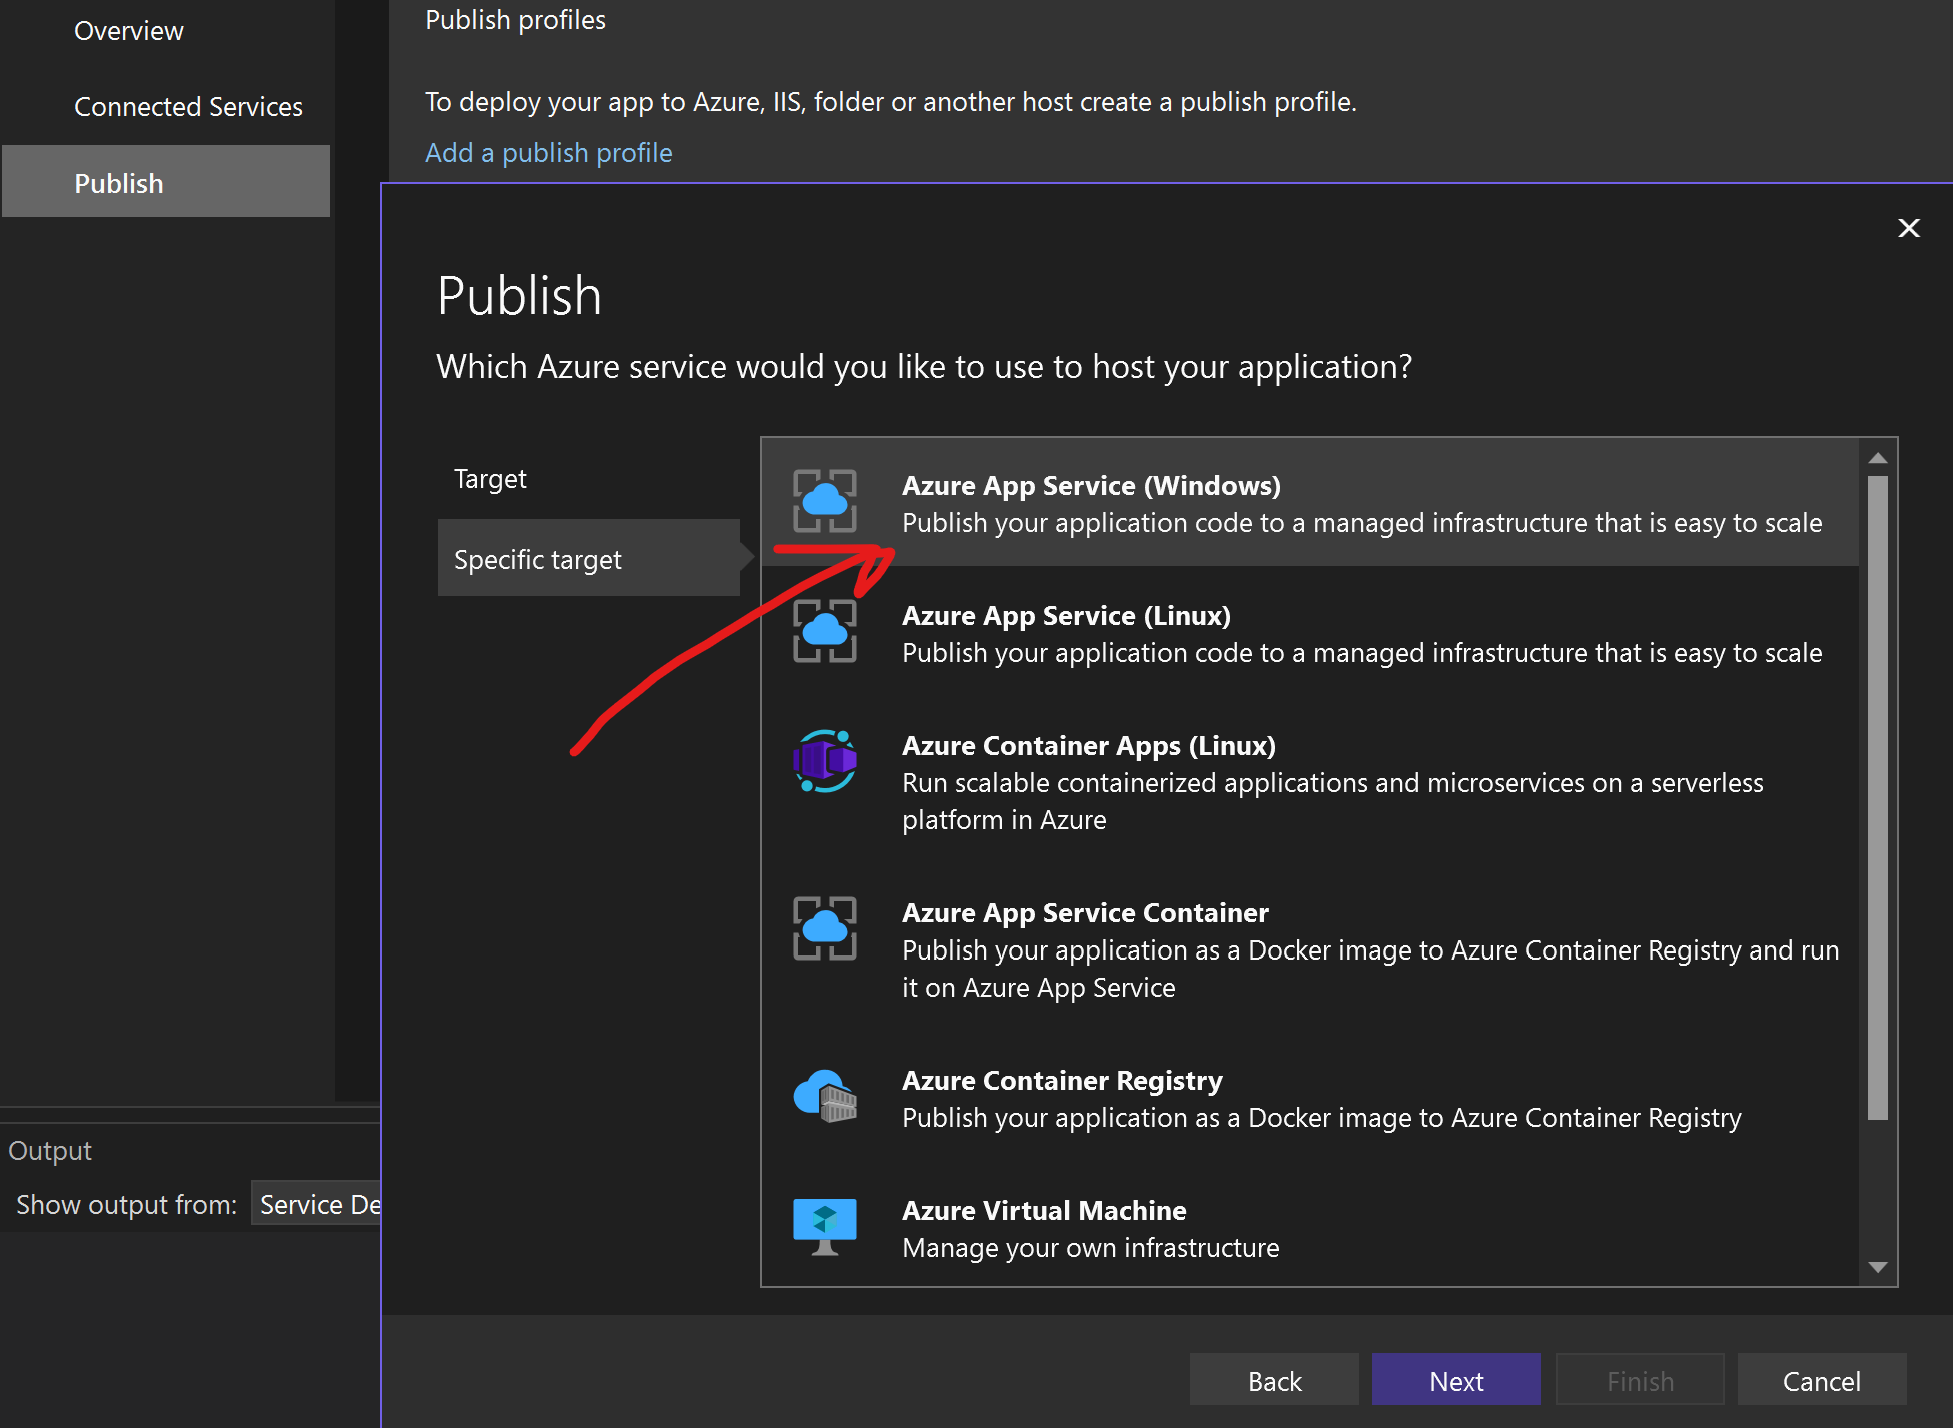 Overview
Connected Services
Publish
Publish profiles
To deploy your app to Azure, IIS, folder or another host create a publish profile.
Add a publish profile
Publish
Which Azure service would you like to use to host your application?
Target
Specific target
Azure App Service (Windows)
Publish your application code to a managed infrastructure that is easy to scale
Azure App Service (Linux)
Publish your application code to a managed infrastructure that is easy to scale
Azure Container Apps (Linux)
Run scalable containerized applications and microservices on a serverless
platform in Azure
Azure App Service Container
Publish your application as a Docker image to Azure Container Registry and run
it on Azure App Service
Azure Container Registry
Publish your application as a Docker image to Azure Container Registry
Azure Virtual Machine
Manage your own infrastructure
Back
Next
Finish
Cancel
Output
Show output from: Service De